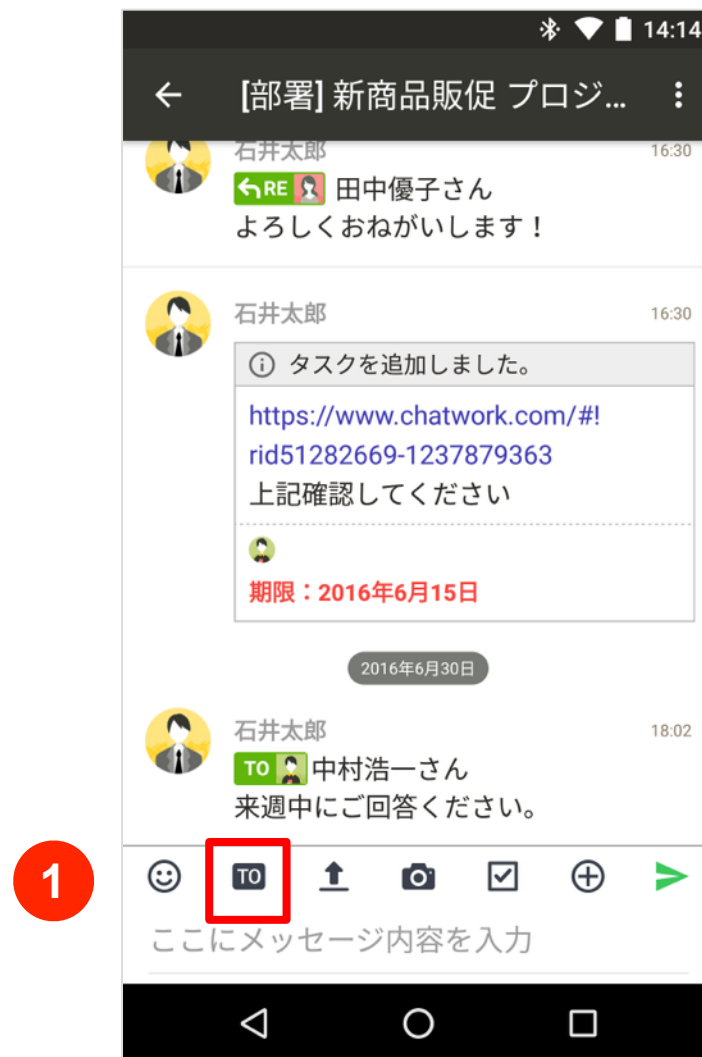 14:14
[部署] 新商品販促 プロジ...
石井太郎 16:30
RE 田中優子さん
よろしくおねがいします！
石井太郎 16:30
タスクを追加しました。
https://www.chatwork.com/#!
rid51282669-1237879363
上記確認してください
期限：2016年6月15日
2016年6月30日
石井太郎 18:02
TO 中村浩一さん
来週中にご回答ください。
1
TO
ここにメッセージ内容を入力